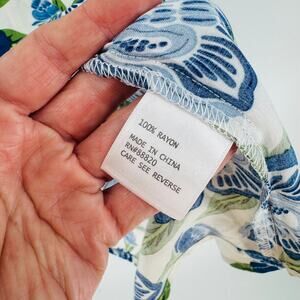 100% RAYON
MADE IN CHINA
RN#88820
CARE SEE REVERSE